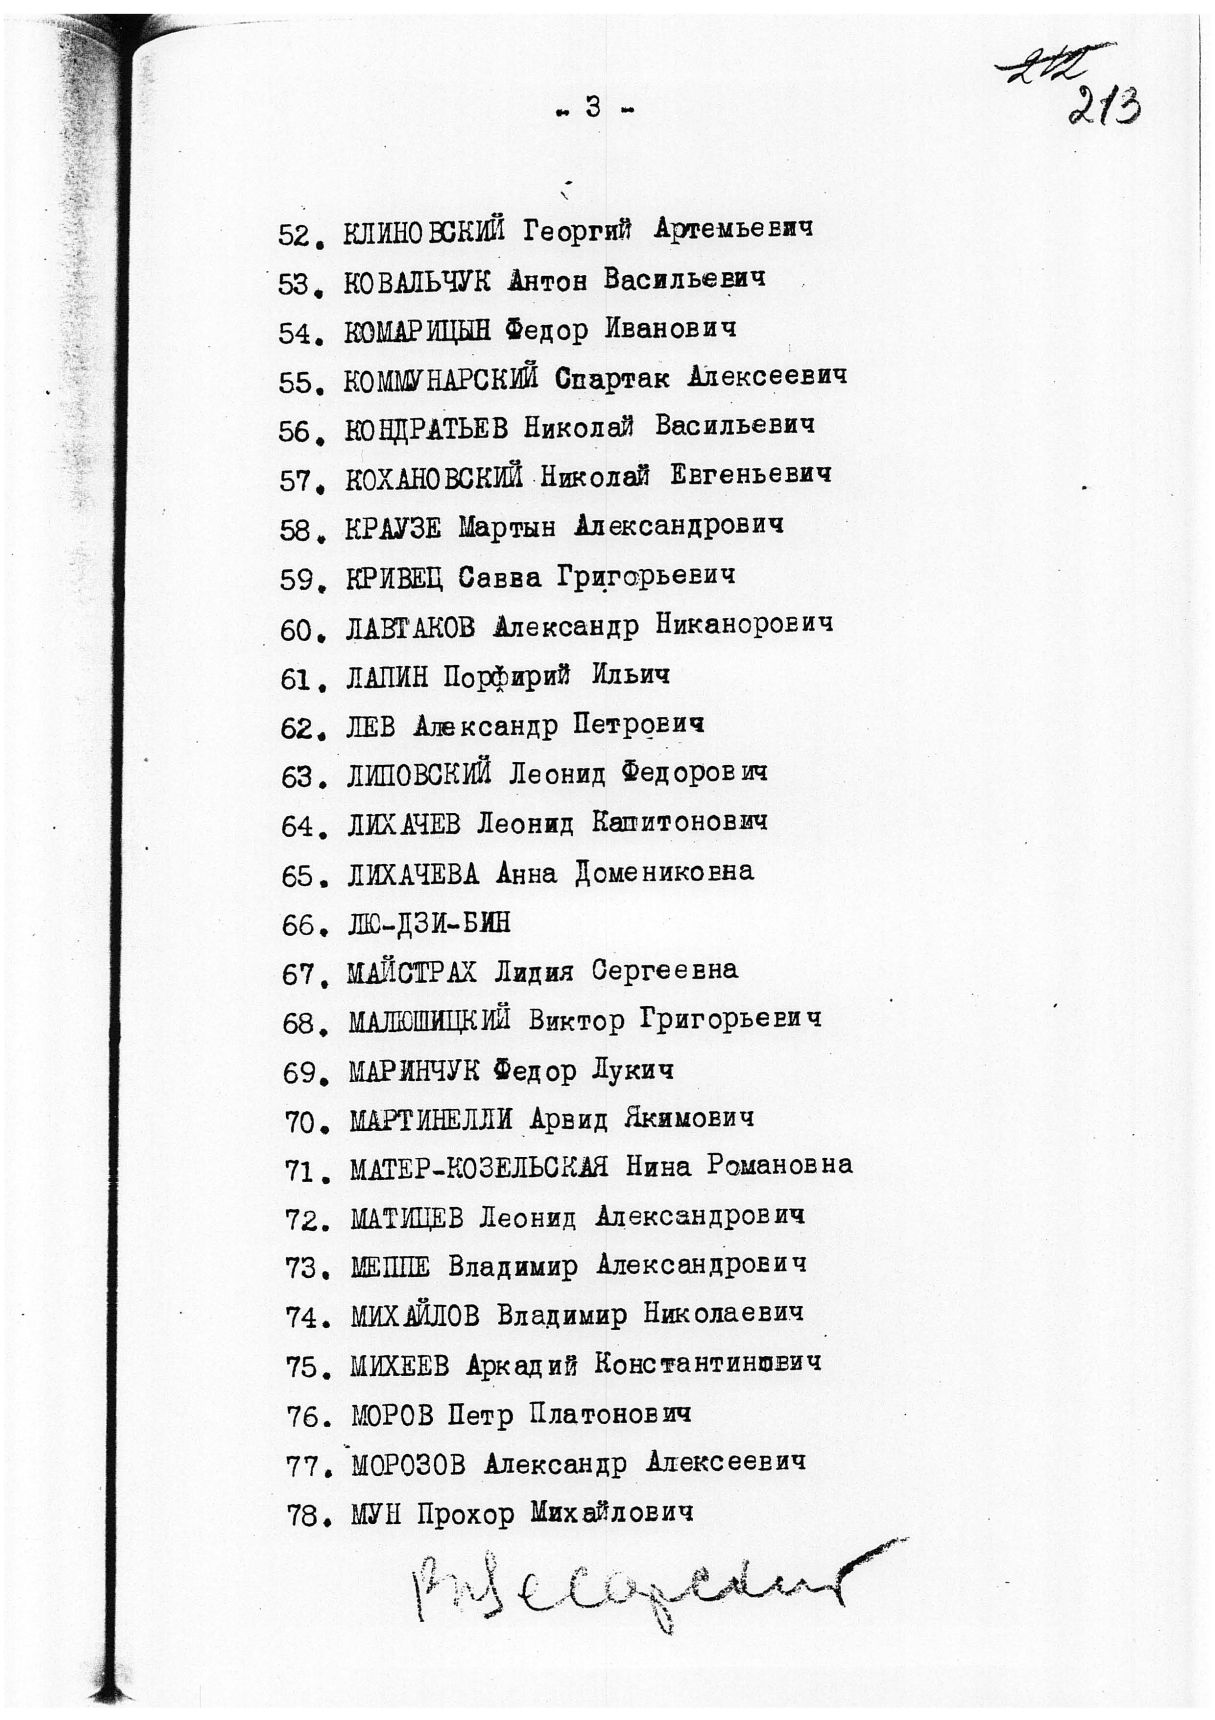 212
213
- 3 -
52. КЛИНОВСКИЙ Георгий Артемьевич
53. КОВАЛЬЧУК Антон Васильевич
54. КОМАРИЦЫН Федор Иванович
55. КОММУНАРСКИЙ Спартак Алексеевич
56. КОНДРАТЬЕВ Николай Васильевич
57. КОХАНОВСКИЙ Николай Евгеньевич
58. КРАУЗЕ Мартын Александрович
59. КРИВЕЦ Савва Григорьевич
60. ЛАВТАКОВ Александр Никанорович
61. ЛАПИН Порфирий Ильич
62. ЛЕВ Александр Петрович
63. ЛИПОВСКИЙ Леонид Федорович
64. ЛИХАЧЕВ Леонид Капитонович
65. ЛИХАЧЕВА Анна Домениковна
66. ЛЮ-ДЗИ-БИН
67. МАЙСТРАХ Лидия Сергеевна
68. МАЛЮШИЦКИЙ Виктор Григорьевич
69. МАРИНЧУК Федор Лукич
70. МАРТИНЕЛЛИ Арвид Якимович
71. МАТЕР-КОЗЕЛЬСКАЯ Нина Романовна
72. МАТИЦЕВ Леонид Александрович
73. МЕППЕ Владимир Александрович
74. МИХАЙЛОВ Владимир Николаевич
75. МИХЕЕВ Аркадий Константинович
76. МОРОВ Петр Платонович
77. МОРОЗОВ Александр Алексеевич
78. МУН Прохор Михайлович